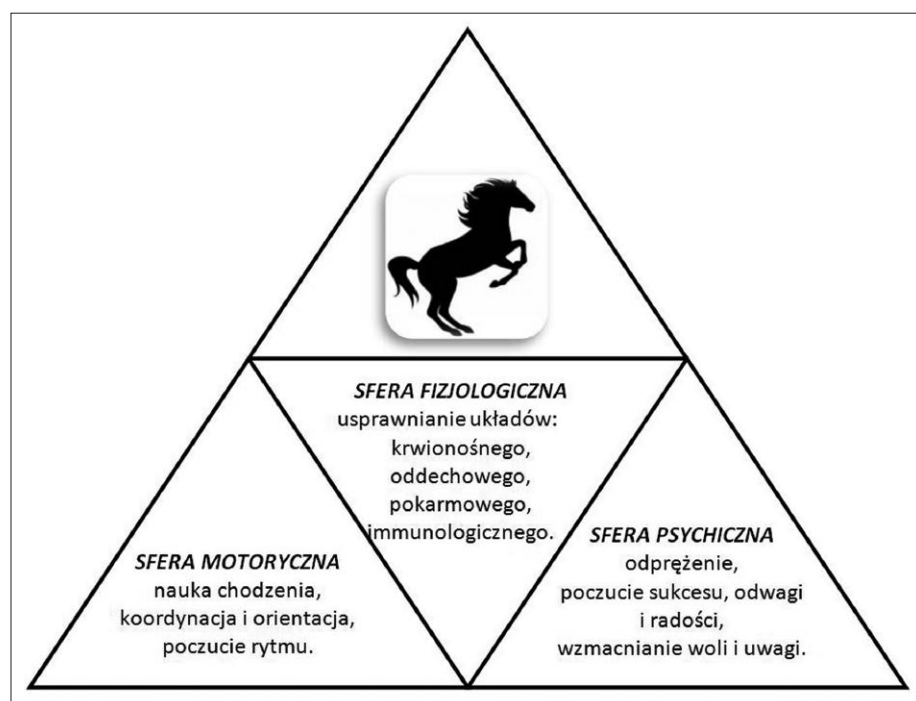 SFERA FIZJOLOGICZNA
usprawnianie układów:
krwionośnego,
oddechowego,
pokarmowego,
immunologicznego.
SFERA MOTORYCZNA
nauka chodzenia,
koordynacja i orientacja,
poczucie rytmu.
SFERA PSYCHICZNA
odprężenie,
poczucie sukcesu, odwagi
i radości,
wzmacnianie woli i uwagi.